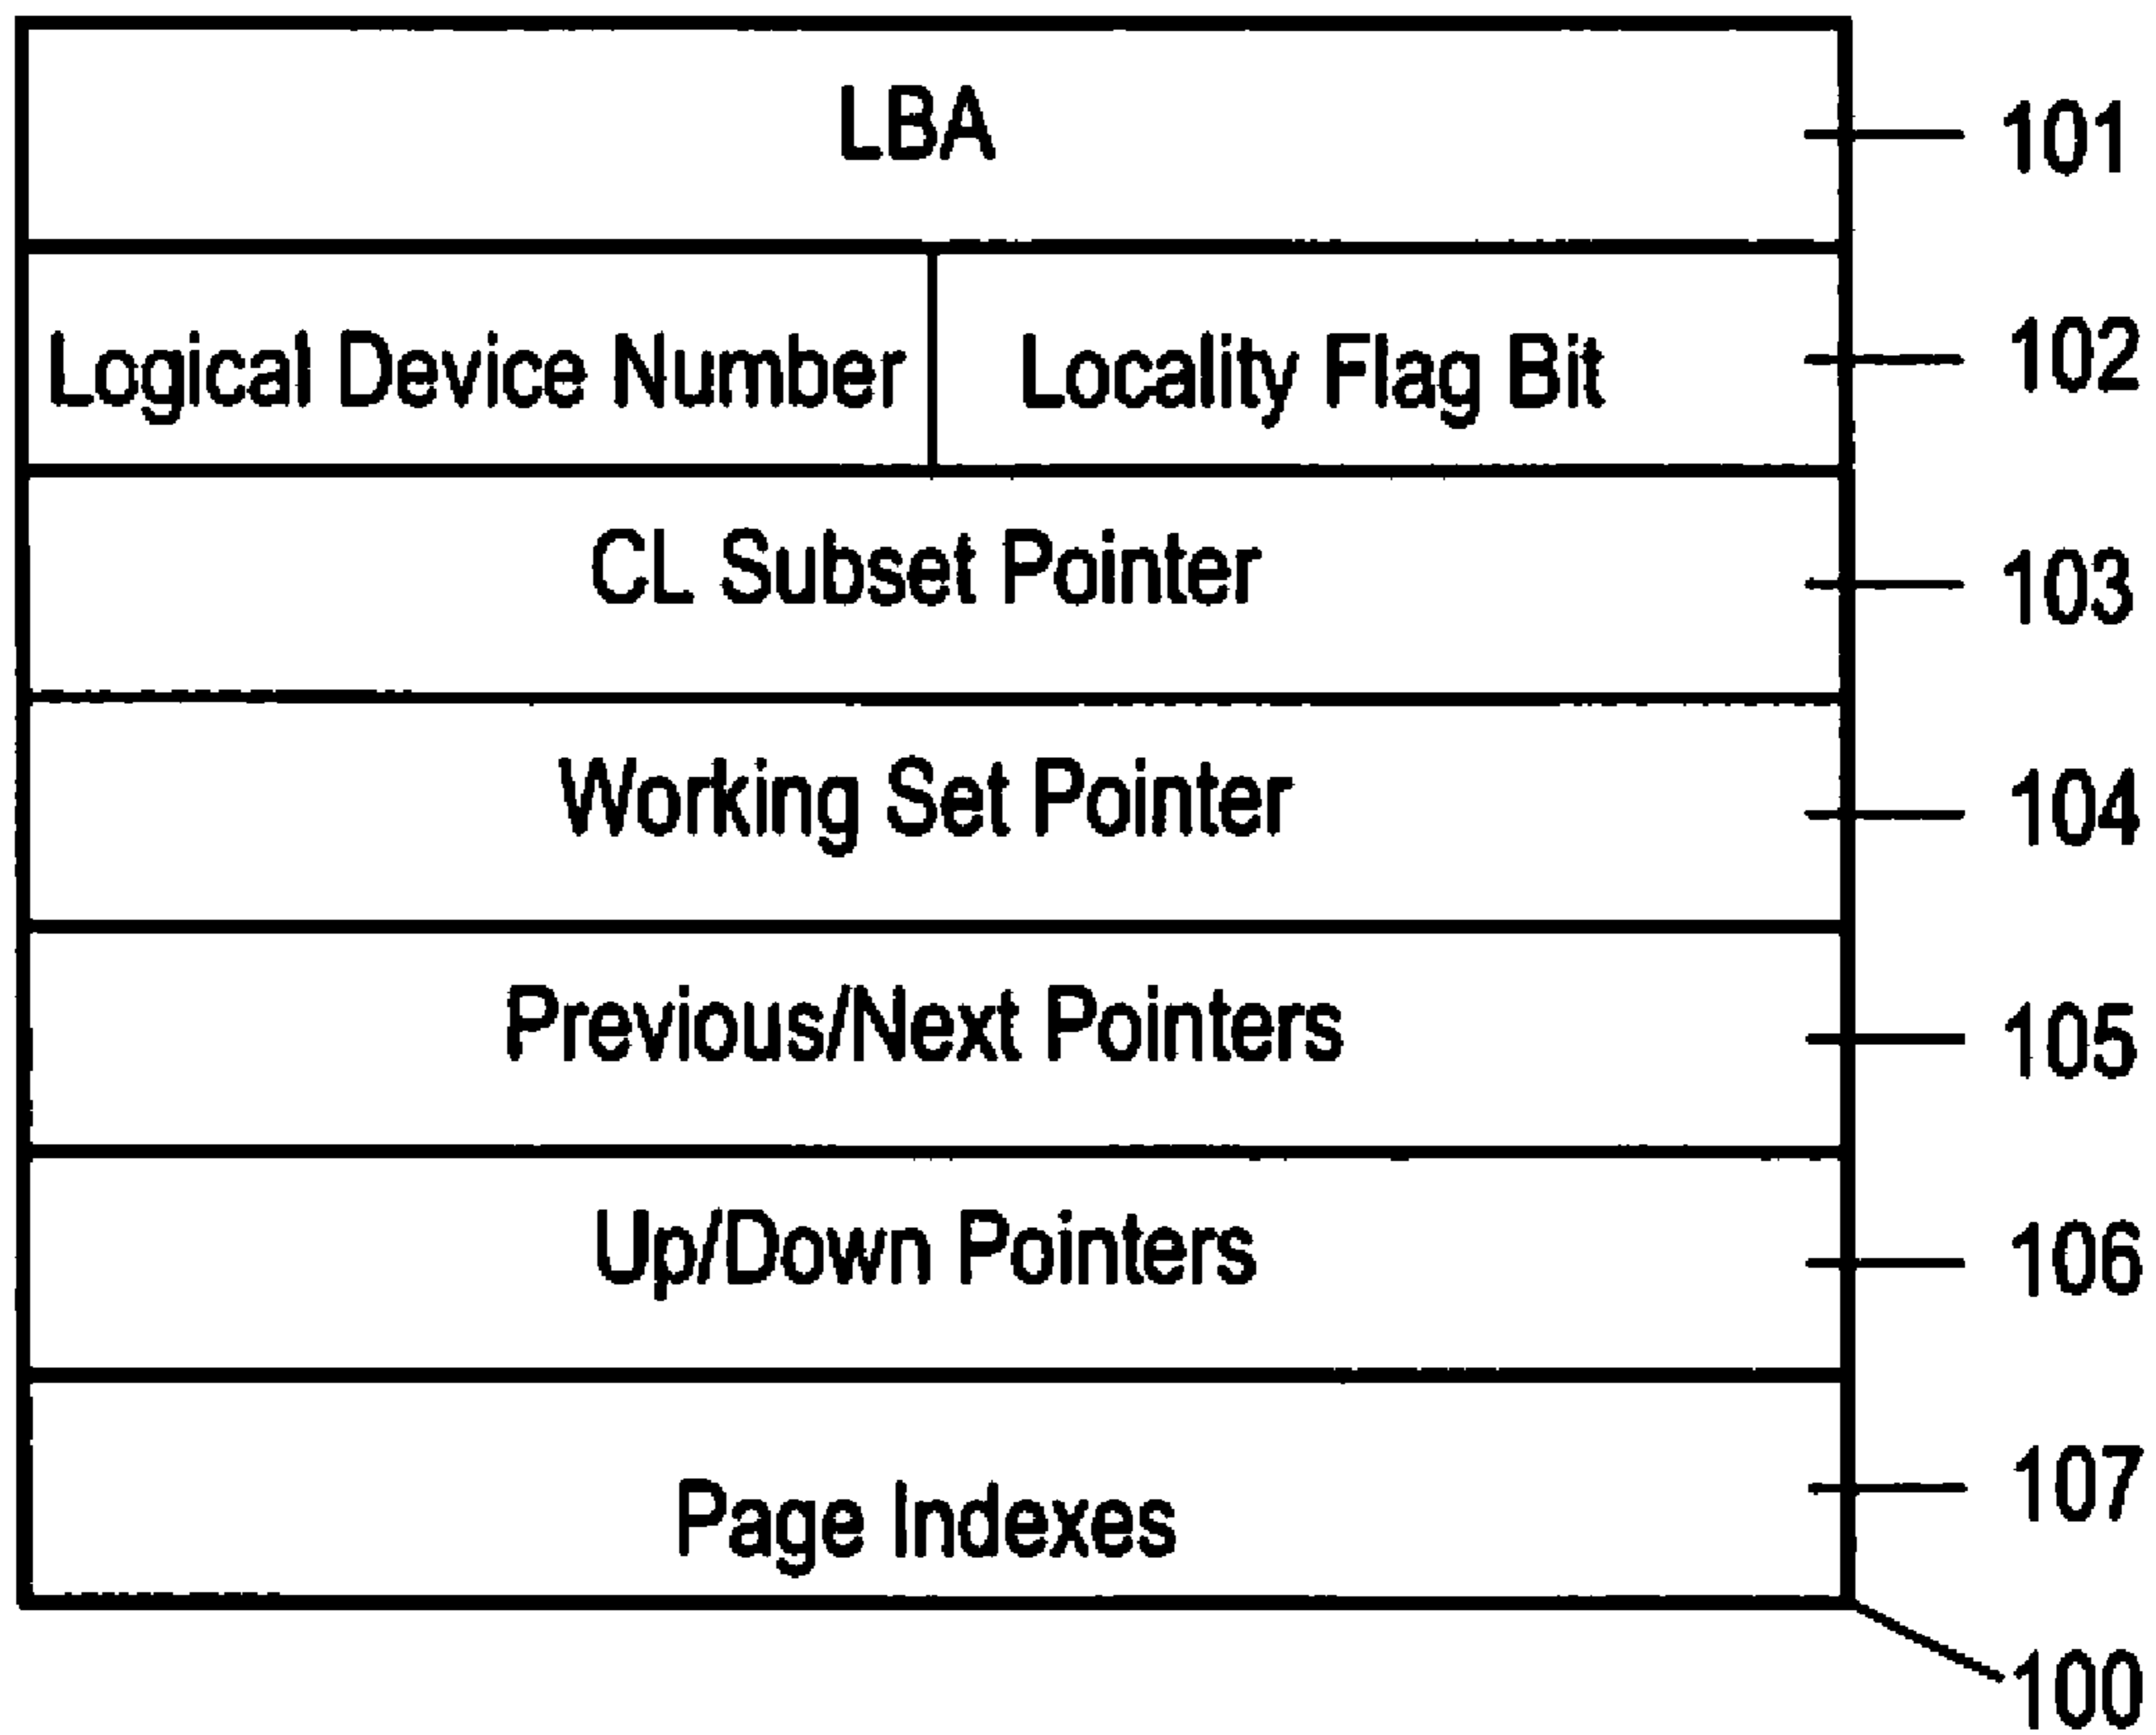 LBA 101
Logical Device Number Locality Flag Bit 102
CL Subset Pointer 103
Working Set Pointer 104
Previous/Next Pointers 105
Up/Down Pointers 106
Page Indexes 107
100